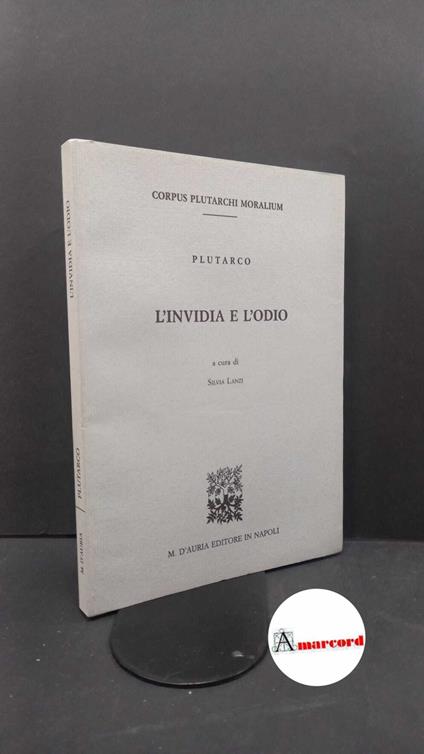 CORPUS PLUTARCHI MORALIUM
PLUTARCO
L'INVIDIA E L'ODIO
a cura di
SILVIA LANZI
M. D'AURIA EDITORE IN NAPOLI
L'INVIDIA E L'ODIO
PLUTARCO
M. D'AURIA
Amarcord